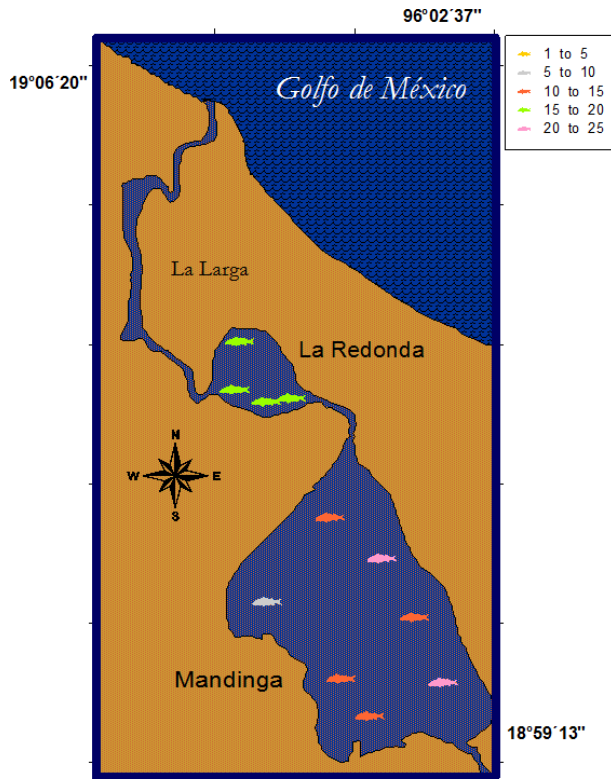 96°02´37"
19°06´20"
1 to 5
5 to 10
10 to 15
15 to 20
20 to 25
Golfo de México
La Larga
La Redonda
N
W E
S
Mandinga
18°59´13"